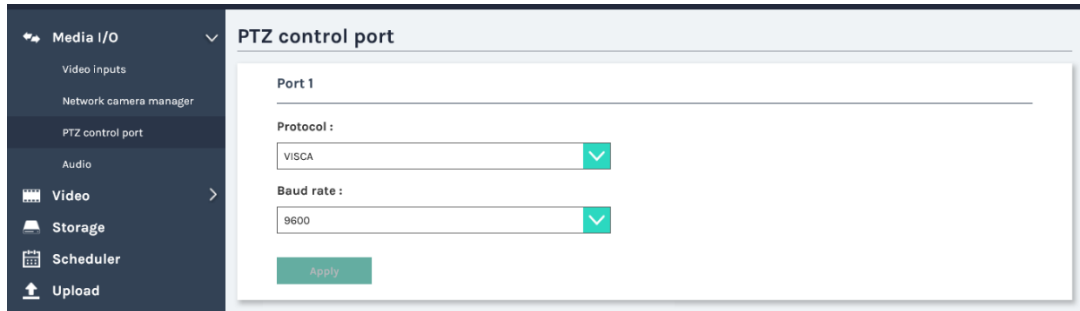 Media I/O
Video inputs
Network camera manager
PTZ control port
Audio
Video
Storage
Scheduler
Upload
PTZ control port
Port 1
Protocol :
VISCA
Baud rate :
9600
Apply